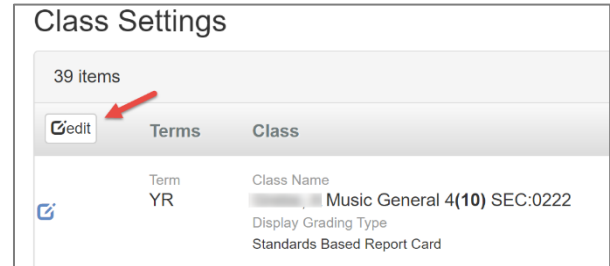 Class Settings
39 items
edit Terms Class
Term Class Name
YR Music General 4(10) SEC:0222
Display Grading Type
Standards Based Report Card